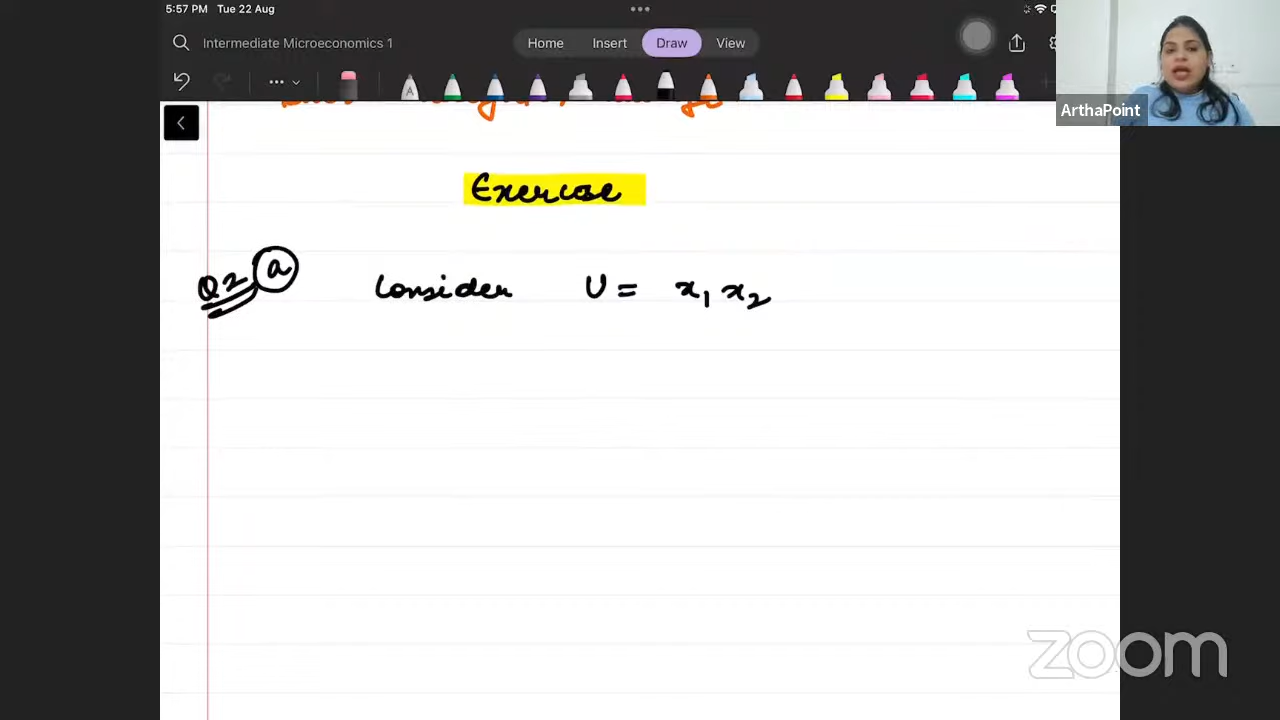 5:57 PM Tue 22 Aug
Intermediate Microeconomics 1
Home Insert Draw View
A
ArthaPoint
Exercise
Q2 a Consider U = x₁ x₂
zoom